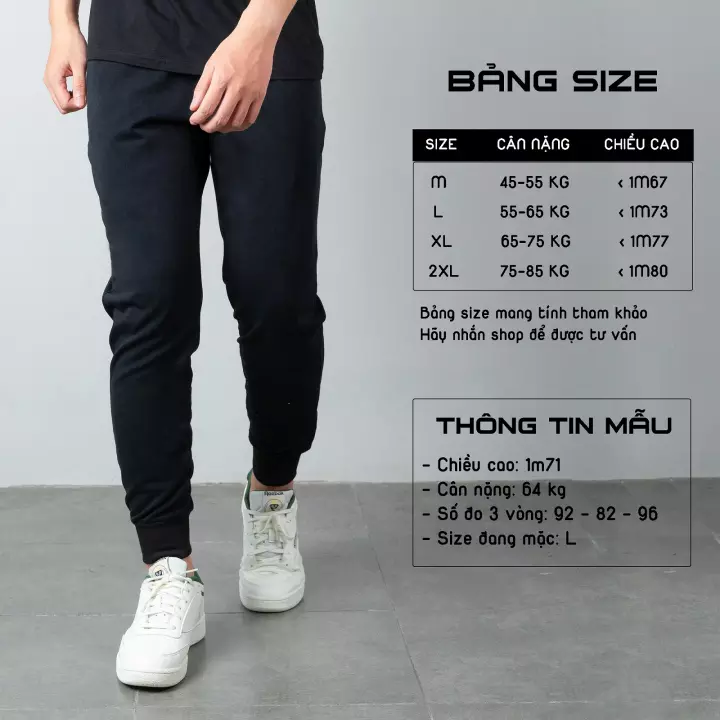 BẢNG SIZE
SIZE CÂN NẶNG CHIỀU CAO
M 45-55 KG < 1M67
L 55-65 KG < 1M73
XL 65-75 KG < 1M77
2XL 75-85 KG < 1M80
Bảng size mang tính tham khảo
Hãy nhắn shop để được tư vấn
THÔNG TIN MẪU
- Chiều cao: 1m71
- Cân nặng: 64 kg
- Số đo 3 vòng: 92 - 82 - 96
- Size đang mặc: L
Reebok